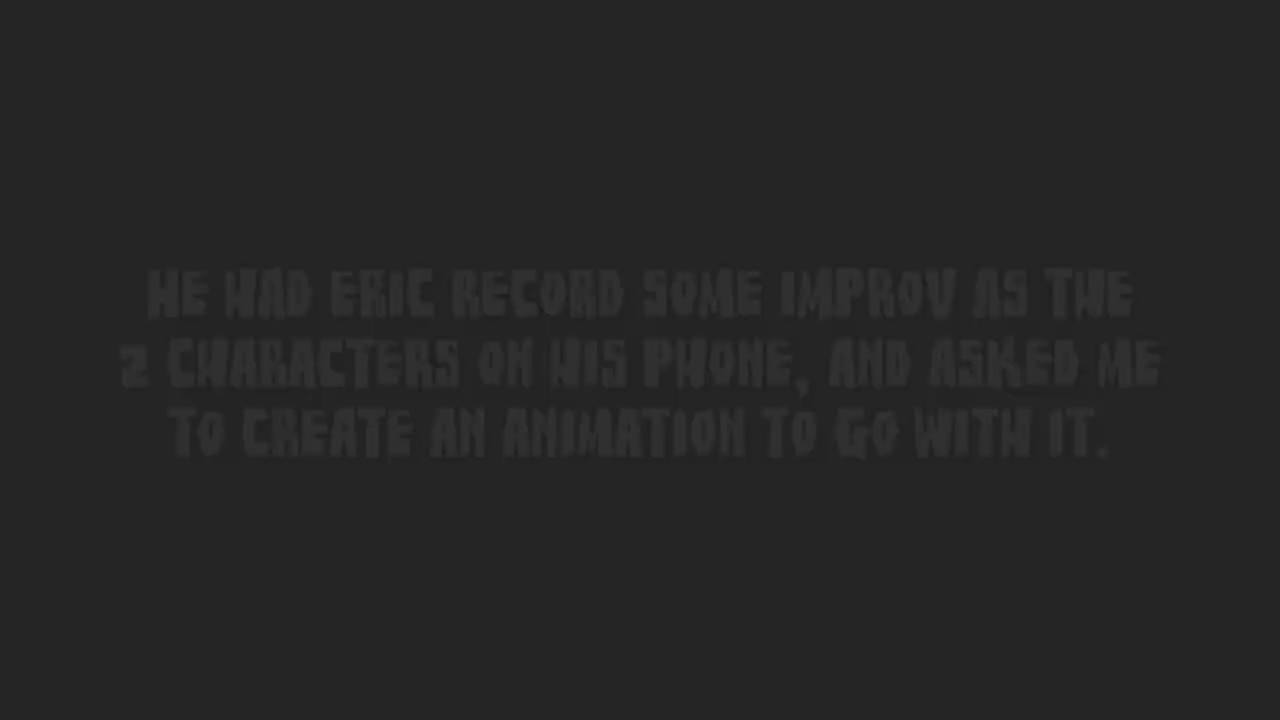 HE HAD ERIC RECORD SOME IMPROV AS THE
2 CHARACTERS ON HIS PHONE, AND ASKED ME
TO CREATE AN ANIMATION TO GO WITH IT.